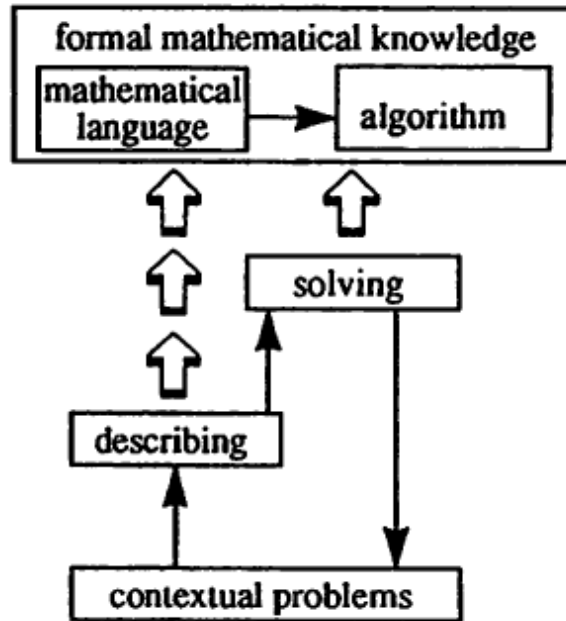 formal mathematical knowledge
mathematical
language
algorithm
solving
describing
contextual problems